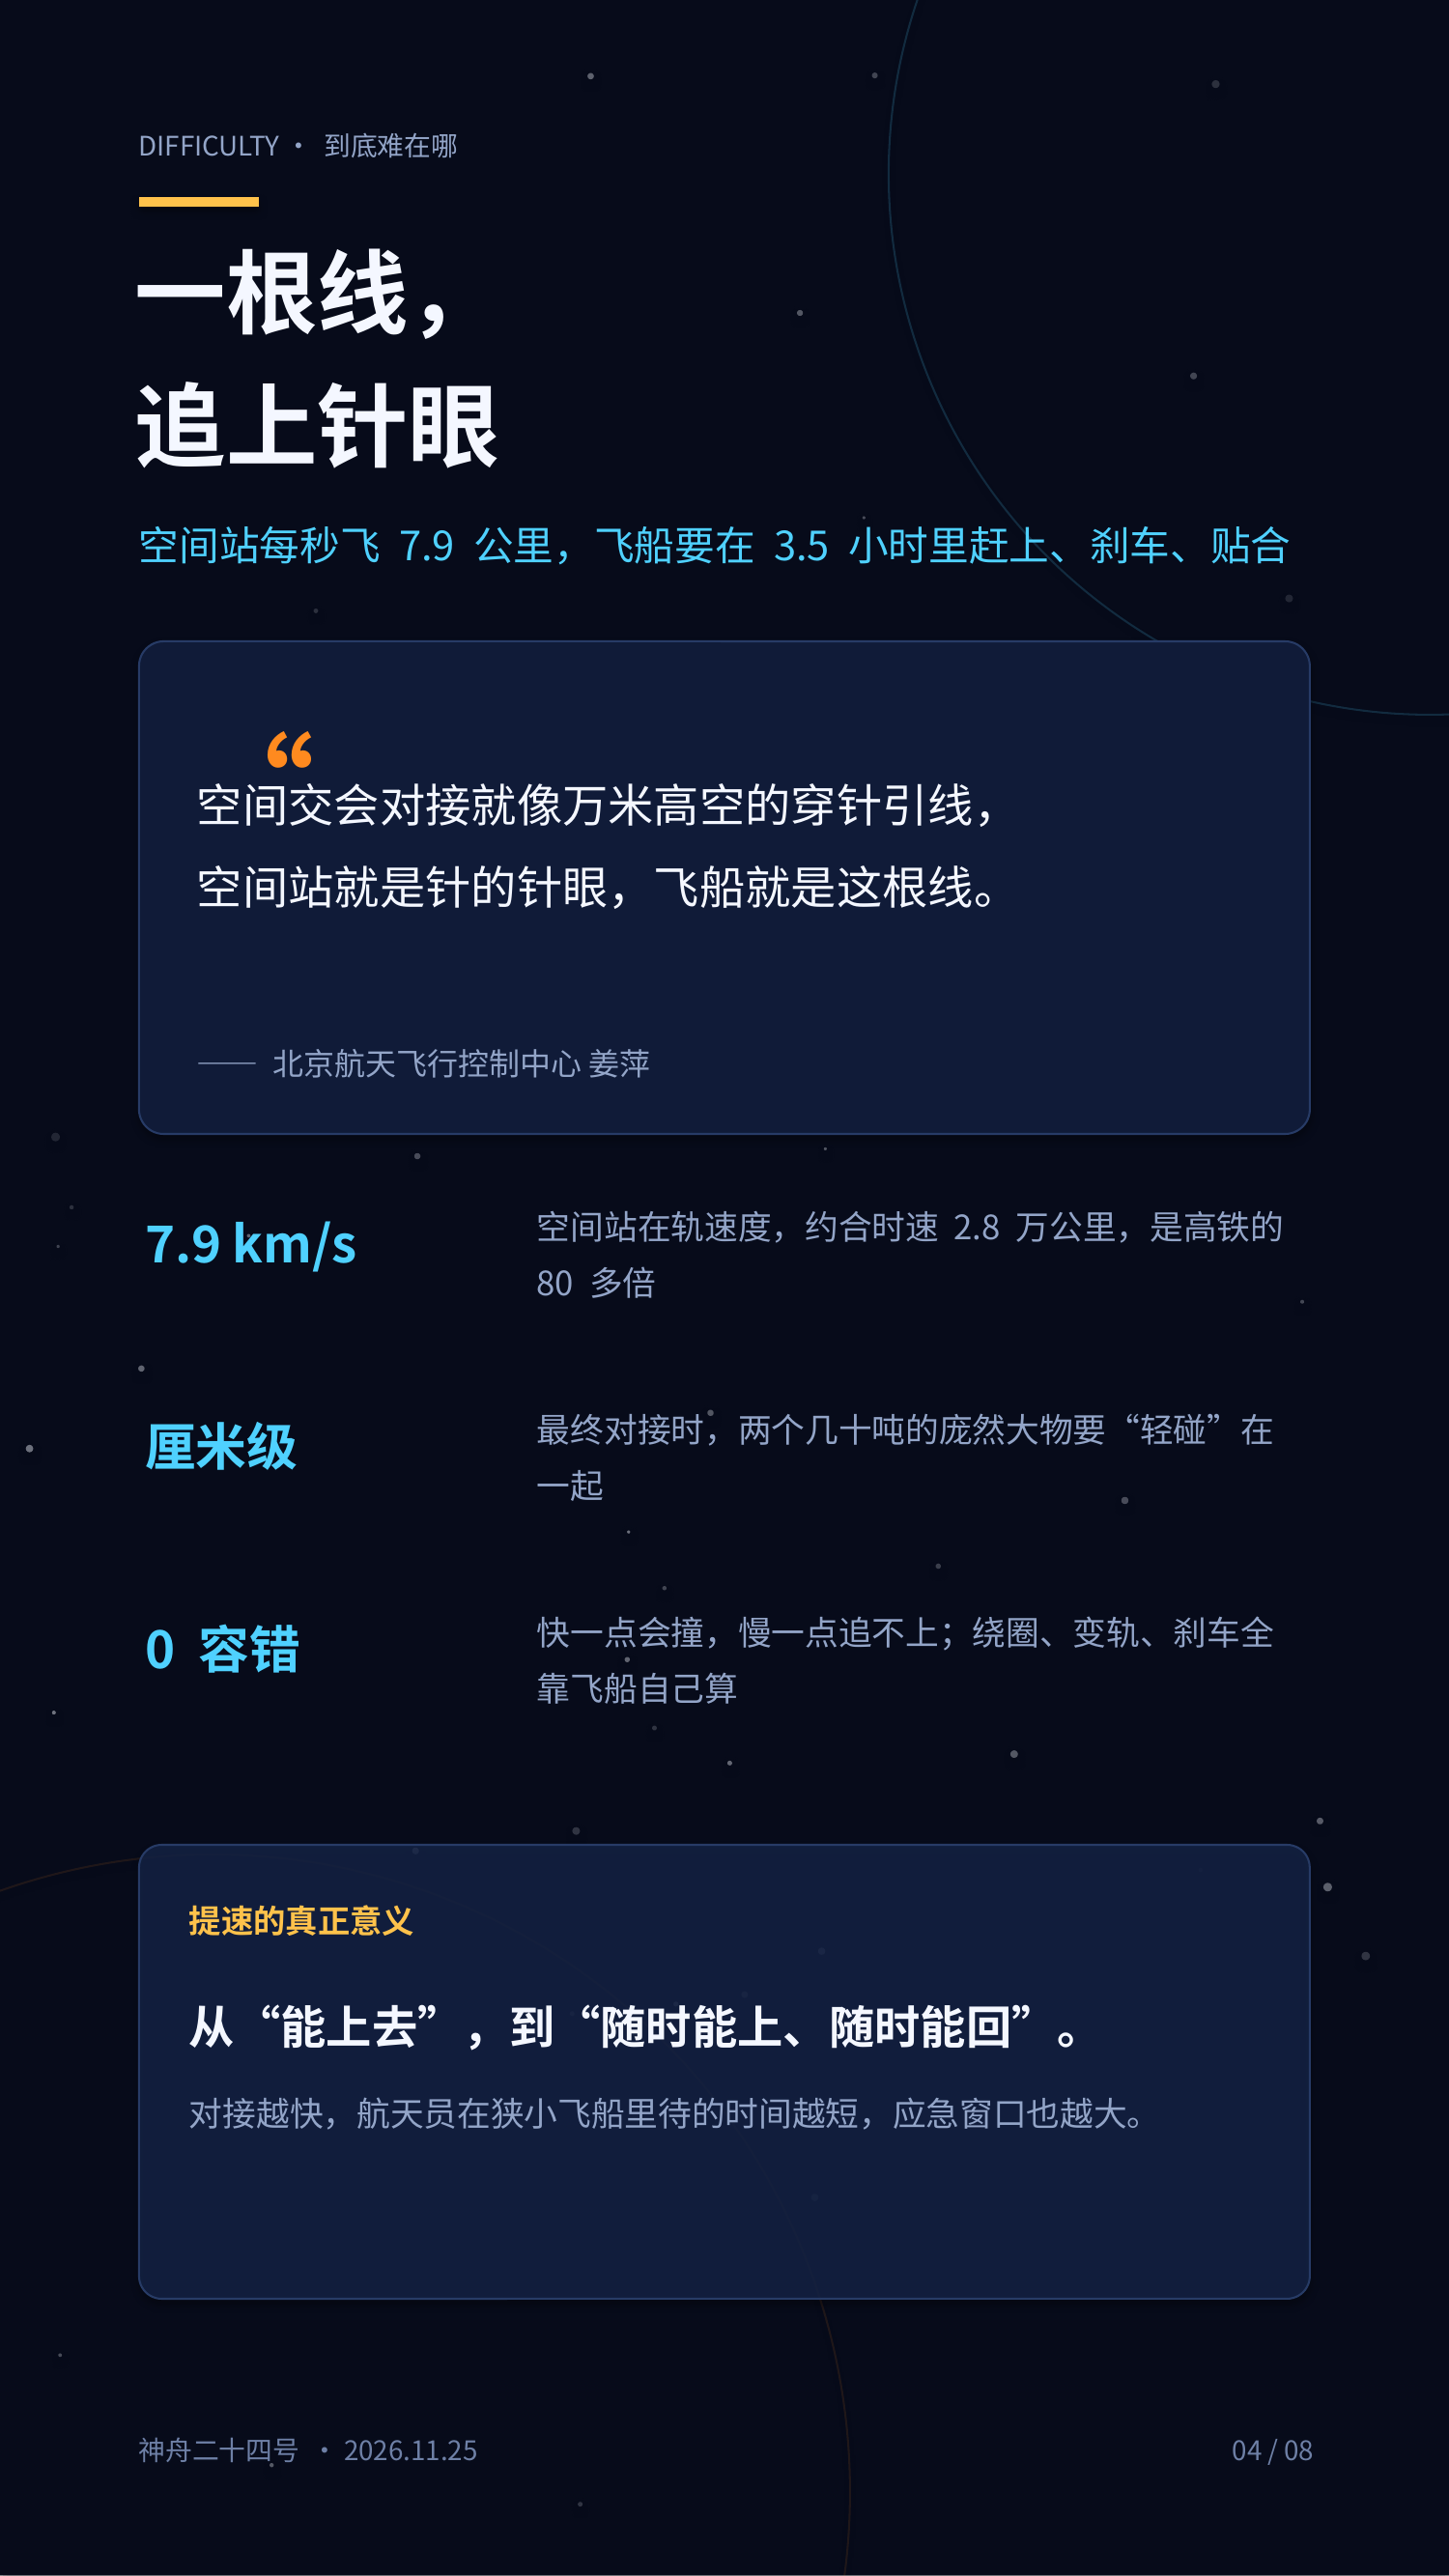 DIFFICULTY · 到底难在哪
一根线，
追上针眼
空间站每秒飞 7.9 公里，飞船要在 3.5 小时里赶上、刹车、贴合
“
空间交会对接就像万米高空的穿针引线，
空间站就是针的针眼，飞船就是这根线。
—— 北京航天飞行控制中心 姜萍
7.9 km/s
空间站在轨速度，约合时速 2.8 万公里，是高铁的
80 多倍
厘米级
最终对接时，两个几十吨的庞然大物要“轻碰”在
一起
0 容错
快一点会撞，慢一点追不上；绕圈、变轨、刹车全
靠飞船自己算
提速的真正意义
从“能上去”，到“随时能上、随时能回”。
对接越快，航天员在狭小飞船里待的时间越短，应急窗口也越大。
神舟二十四号 · 2026.11.25
04 / 08